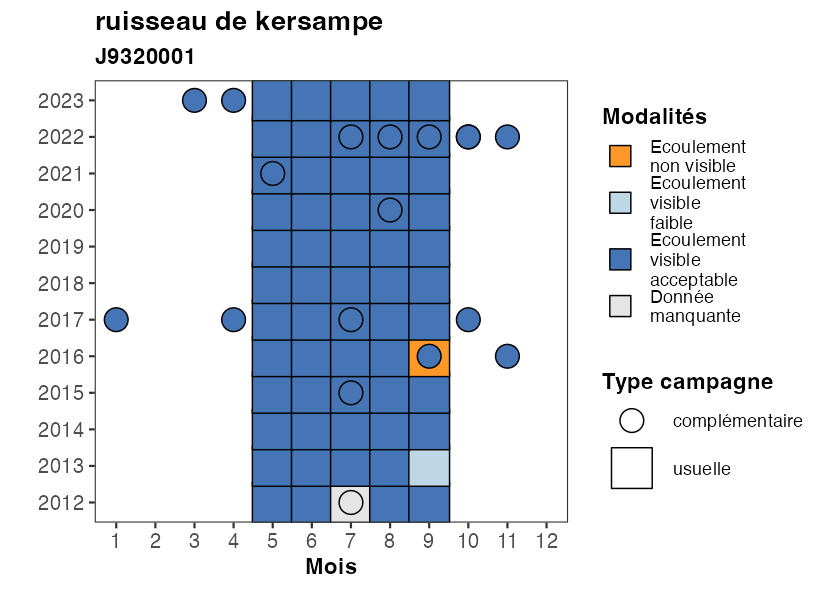 ruisseau de kersampe
J9320001
2023
2022
2021
2020
2019
2018
2017
2016
2015
2014
2013
2012
1 2 3 4 5 6 7 8 9 10 11 12
Mois
Modalités
Ecoulement
non visible
Ecoulement
visible
faible
Ecoulement
visible
acceptable
Donnée
manquante
Type campagne
complémentaire
usuelle